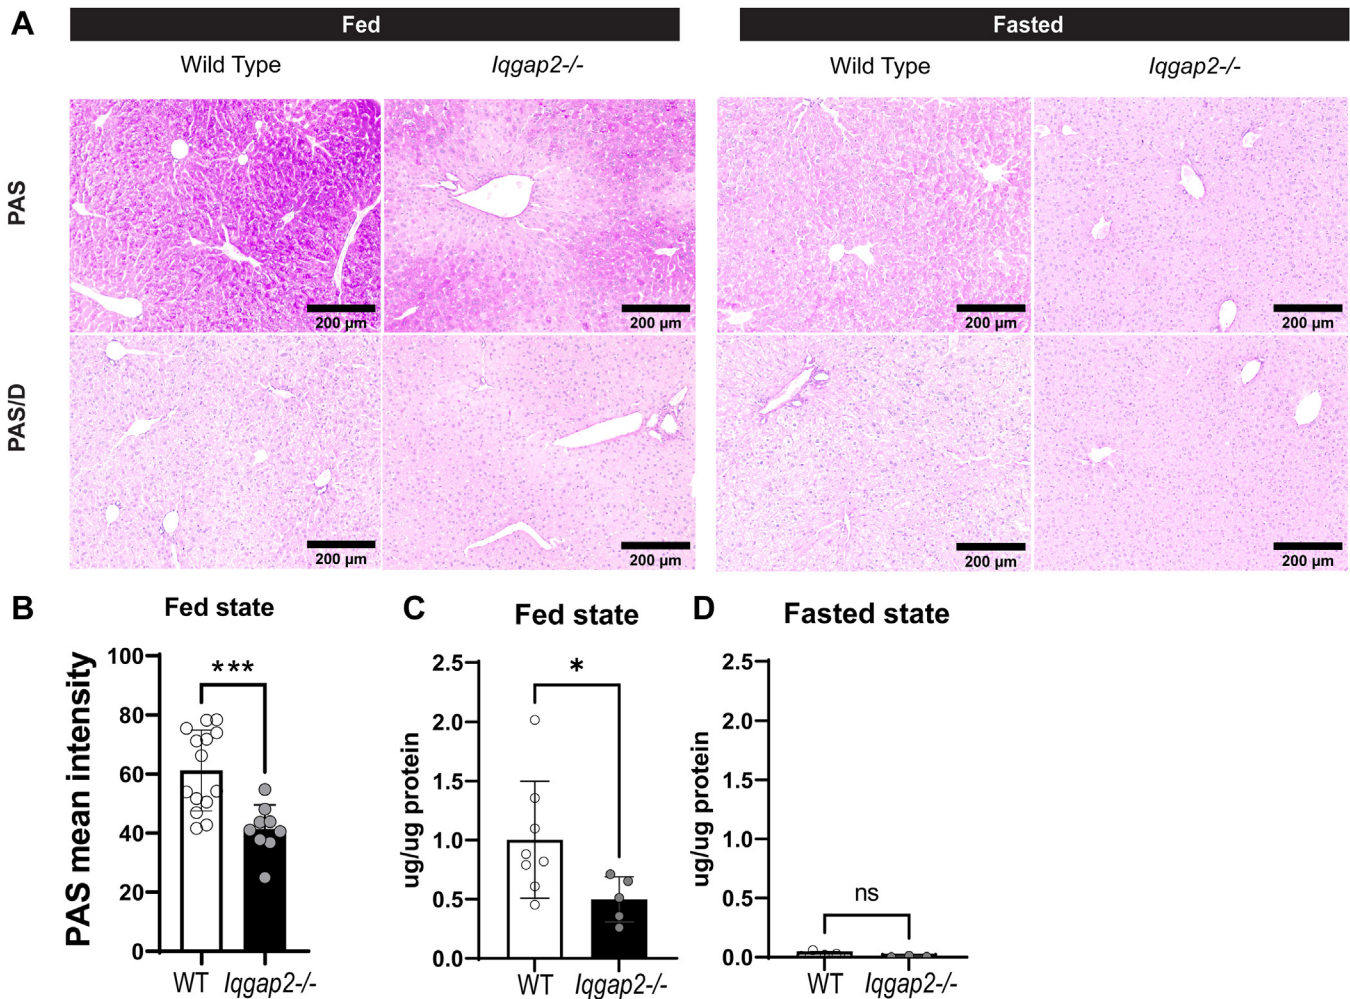 A
Fed
Fasted
Wild Type
Iqgap2-/-
Wild Type
Iqgap2-/-
PAS
200 µm
200 µm
200 µm
200 µm
PAS/D
200 µm
200 µm
200 µm
200 µm
B
Fed state
PAS mean intensity
100
80
60
40
20
0
***
WT
Iqgap2-/-
C
Fed state
ug/ug protein
2.5
2.0
1.5
1.0
0.5
0.0
*
WT
Iqgap2-/-
D
Fasted state
ug/ug protein
2.5
2.0
1.5
1.0
0.5
0.0
ns
WT
Iqgap2-/-